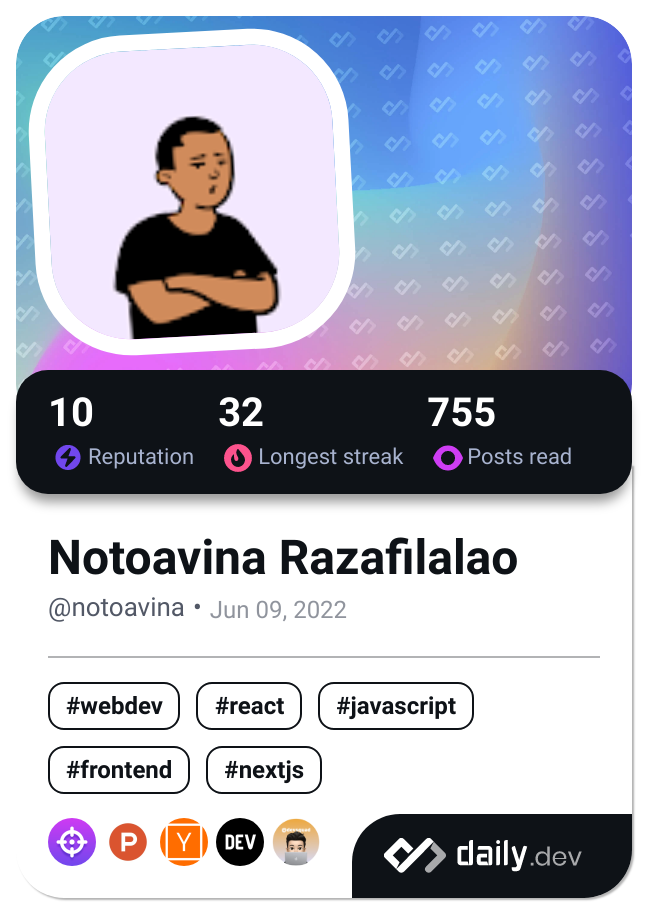 10 32 755
Reputation Longest streak Posts read
Notoavina Razafilalao
@notoavina • Jun 09, 2022
#webdev #react #javascript
#frontend #nextjs
P Y DEV
daily.dev